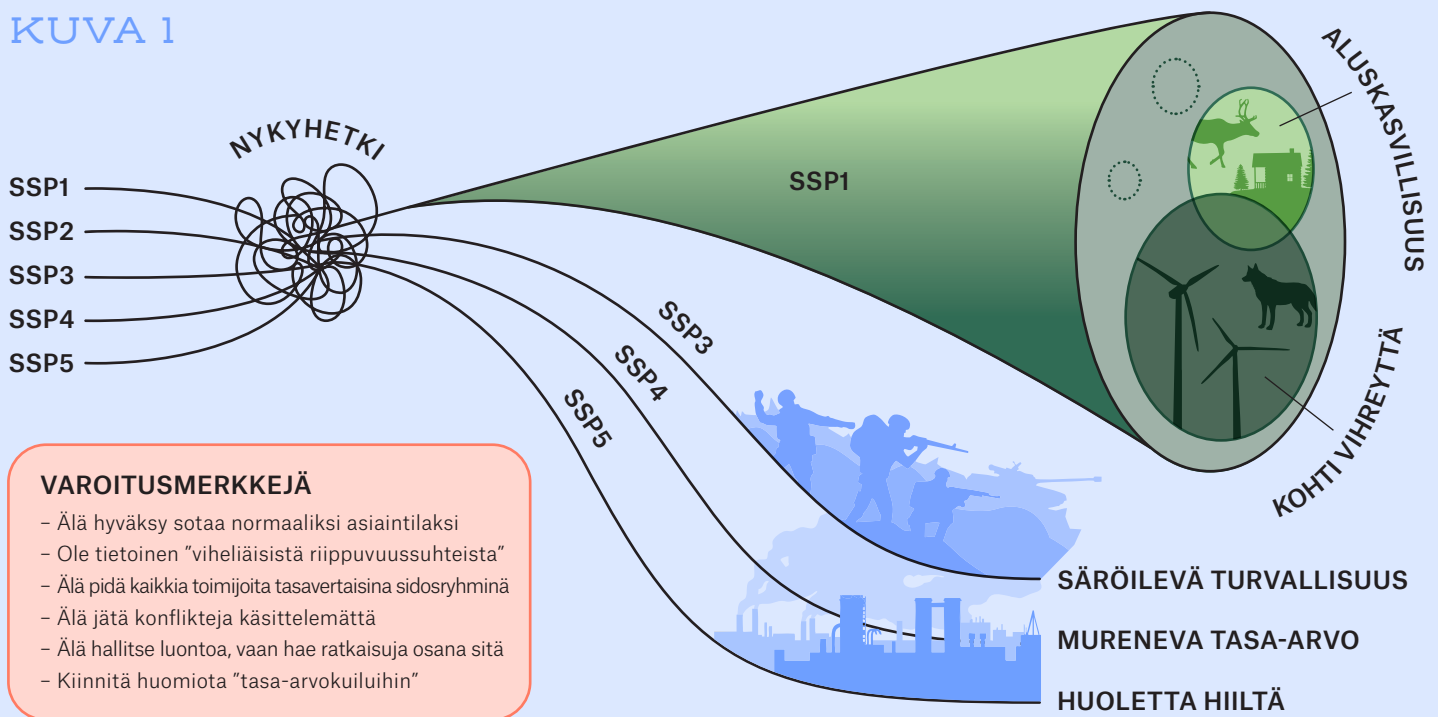 KUVA 1
NYKYHETKI
SSP1
SSP2
SSP3
SSP4
SSP5
SSP1
SSP3
SSP4
SSP5
ALUSKASVILLISUUS
KOHTI VIHREYTTÄ
SÄRÖILEVÄ TURVALLISUUS
MURENEVA TASA-ARVO
HUOLETTA HIILTÄ
VAROITUSMERKKEJÄ
– Älä hyväksy sotaa normaaliksi asiaintilaksi
– Ole tietoinen ”viheliäisistä riippuvuussuhteista”
– Älä pidä kaikkia toimijoita tasavertaisina sidosryhminä
– Älä jätä konflikteja käsittelemättä
– Älä hallitse luontoa, vaan hae ratkaisuja osana sitä
– Kiinnitä huomiota ”tasa-arvokuiluihin”